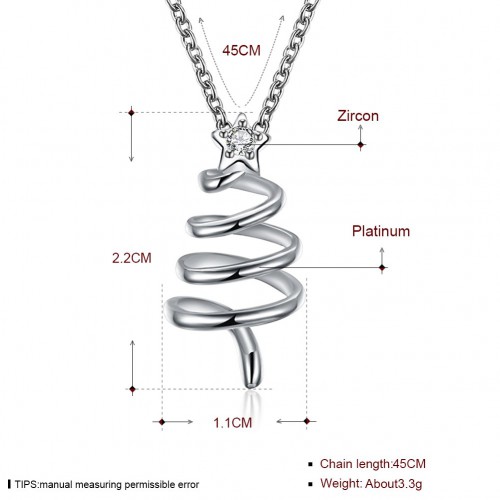 45CM
Zircon
Platinum
2.2CM
1.1CM
Chain length:45CM
Weight: About3.3g
TIPS:manual measuring permissible error